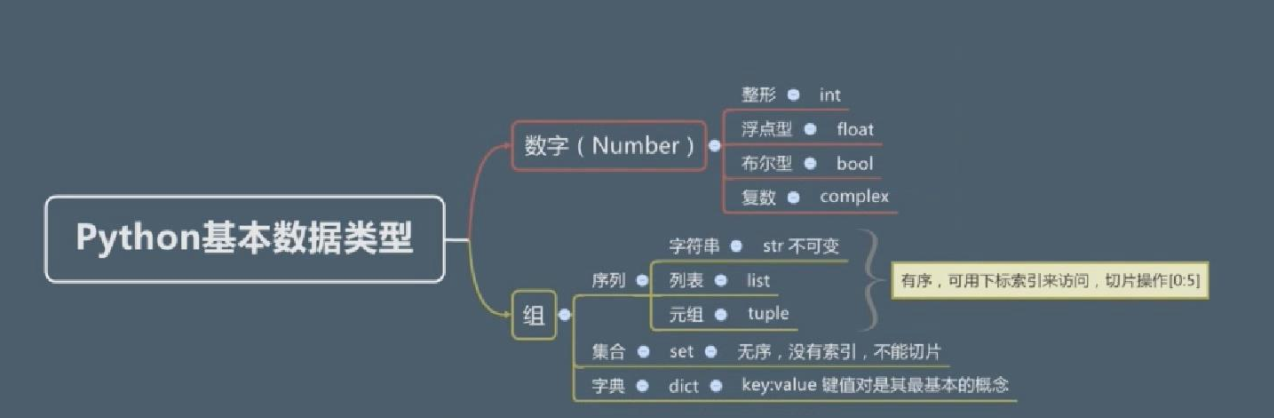 整形 int
浮点型 float
数字（Number）
布尔型 bool
复数 complex
Python基本数据类型
字符串 str 不可变
序列 列表 list
有序，可用下标索引来访问，切片操作[0:5]
元组 tuple
组
集合 set 无序，没有索引，不能切片
字典 dict key:value 键值对是其最基本的概念